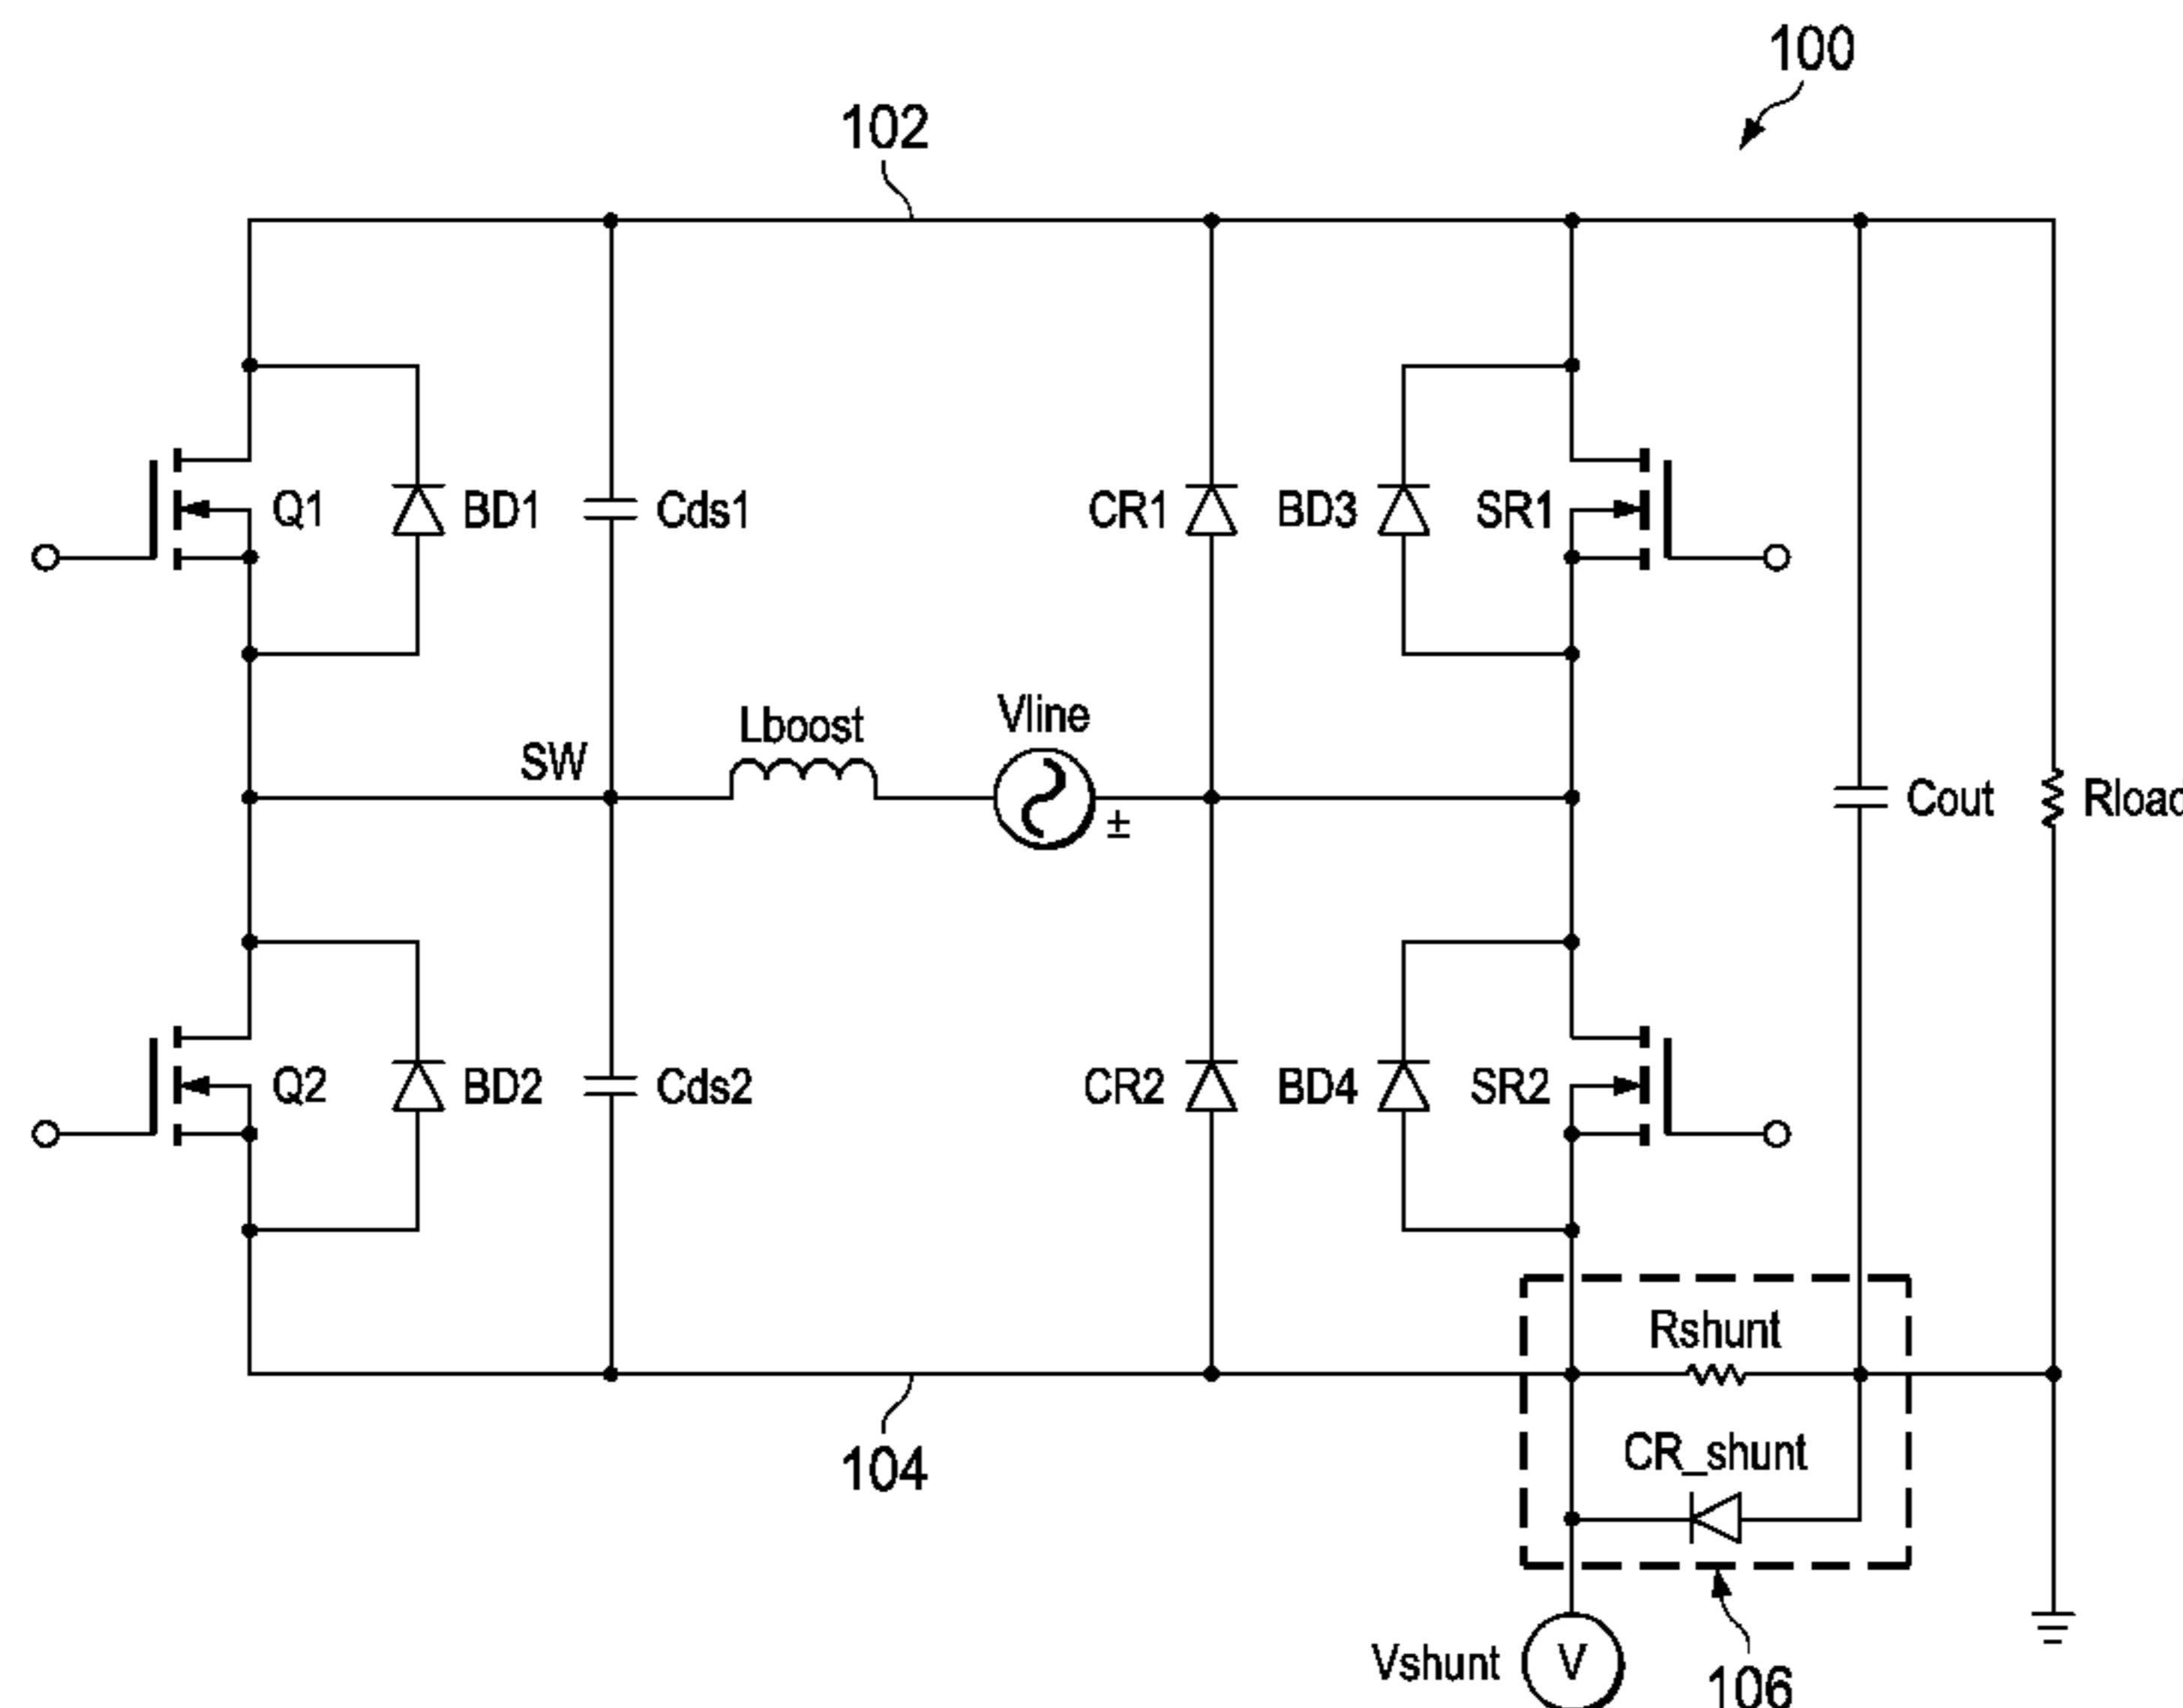 100
102
Q1
BD1
Cds1
CR1
BD3
SR1
SW
Lboost
Vline
±
Cout
Rload
Q2
BD2
Cds2
CR2
BD4
SR2
Rshunt
CR_shunt
104
Vshunt
V
106